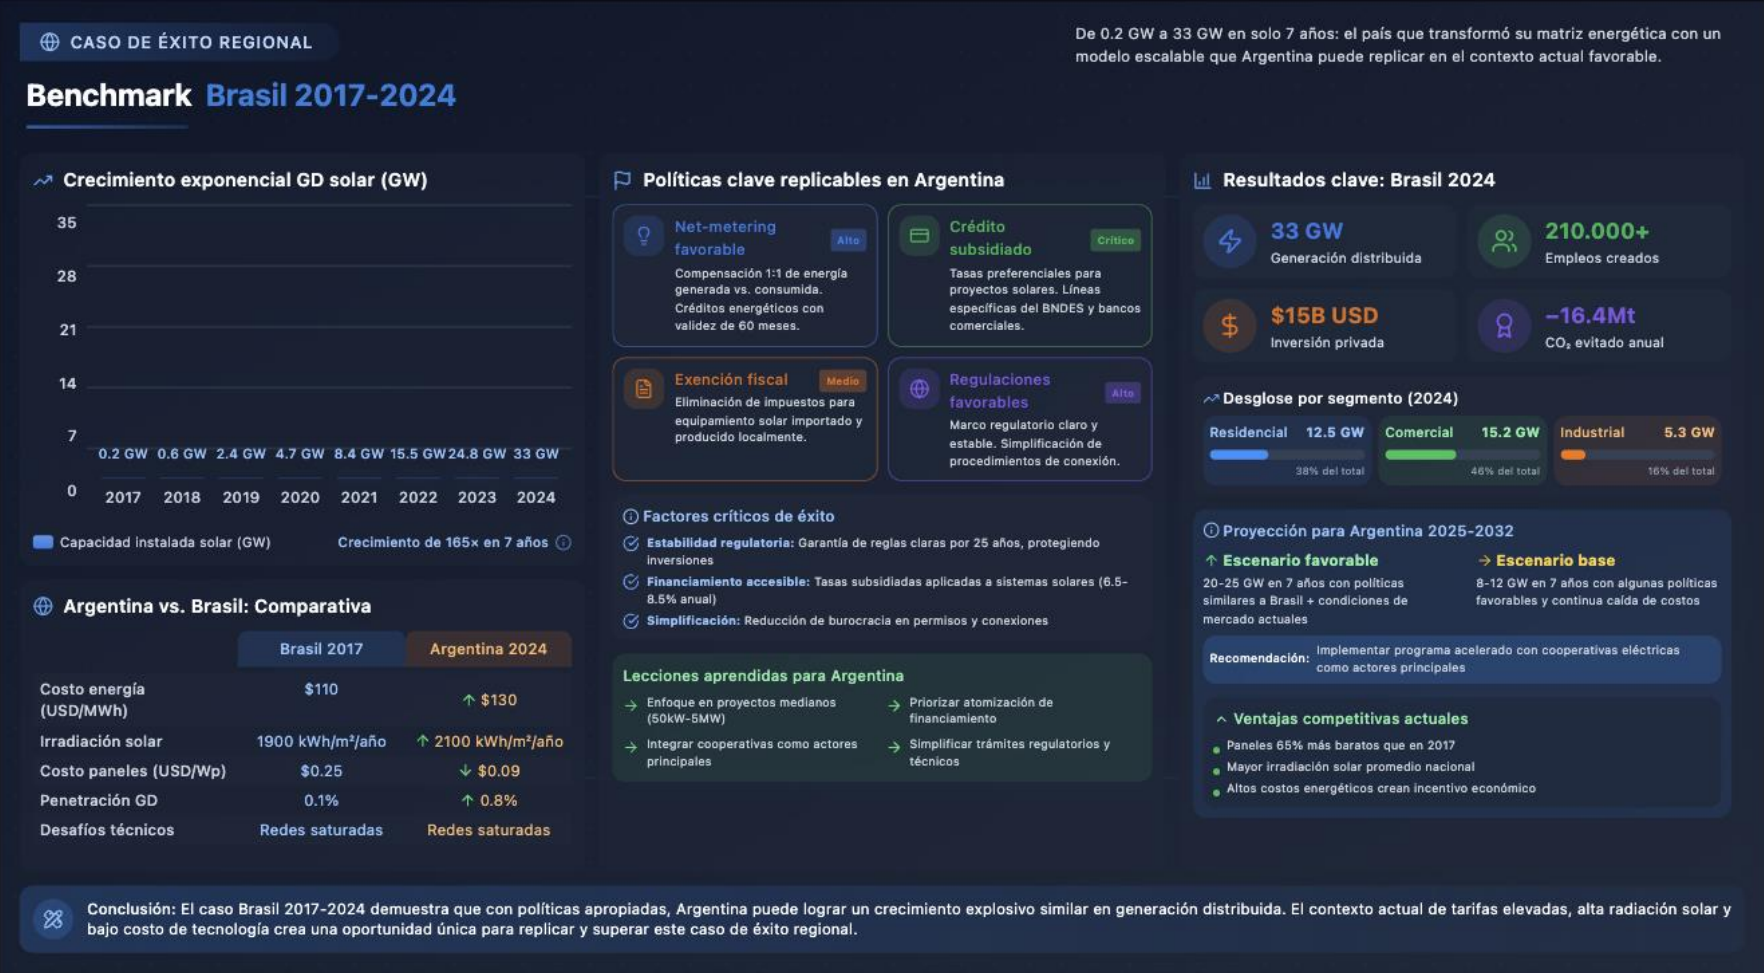 CASO DE ÉXITO REGIONAL
De 0.2 GW a 33 GW en solo 7 años: el país que transformó su matriz energética con un
modelo escalable que Argentina puede replicar en el contexto actual favorable.
Benchmark Brasil 2017-2024
Crecimiento exponencial GD solar (GW)
35
28
21
14
7
0
0.2 GW 0.6 GW 2.4 GW 4.7 GW 8.4 GW 15.5 GW 24.8 GW 33 GW
2017 2018 2019 2020 2021 2022 2023 2024
Capacidad instalada solar (GW)
Crecimiento de 165× en 7 años
Argentina vs. Brasil: Comparativa
Brasil 2017 Argentina 2024
Costo energía
(USD/MWh)
$110
↑ $130
Irradiación solar 1900 kWh/m²/año ↑ 2100 kWh/m²/año
Costo paneles (USD/Wp) $0.25 ↓ $0.09
Penetración GD 0.1% ↑ 0.8%
Desafíos técnicos Redes saturadas Redes saturadas
Políticas clave replicables en Argentina
Net-metering
favorable
Alto
Compensación 1:1 de energía
generada vs. consumida.
Créditos energéticos con
validez de 60 meses.
Crédito
subsidiado
Crítico
Tasas preferenciales para
proyectos solares. Líneas
específicas del BNDES y bancos
comerciales.
Exención fiscal
Medio
Eliminación de impuestos para
equipamiento solar importado y
producido localmente.
Regulaciones
favorables
Alto
Marco regulatorio claro y
estable. Simplificación de
procedimientos de conexión.
Factores críticos de éxito
Estabilidad regulatoria: Garantía de reglas claras por 25 años, protegiendo
inversiones
Financiamiento accesible: Tasas subsidiadas aplicadas a sistemas solares (6.5-
8.5% anual)
Simplificación: Reducción de burocracia en permisos y conexiones
Lecciones aprendidas para Argentina
→ Enfoque en proyectos medianos
(50kW-5MW)
→ Priorizar atomización de
financiamiento
→ Integrar cooperativas como actores
principales
→ Simplificar trámites regulatorios y
técnicos
Resultados clave: Brasil 2024
33 GW
Generación distribuida
210.000+
Empleos creados
$15B USD
Inversión privada
−16.4Mt
CO₂ evitado anual
Desglose por segmento (2024)
Residencial 12.5 GW
38% del total
Comercial 15.2 GW
46% del total
Industrial 5.3 GW
16% del total
Proyección para Argentina 2025-2032
↑ Escenario favorable
20-25 GW en 7 años con políticas
similares a Brasil + condiciones de
mercado actuales
→ Escenario base
8-12 GW en 7 años con algunas políticas
favorables y continua caída de costos
Recomendación: Implementar programa acelerado con cooperativas eléctricas
como actores principales
Ventajas competitivas actuales
Paneles 65% más baratos que en 2017
Mayor irradiación solar promedio nacional
Altos costos energéticos crean incentivo económico
Conclusión: El caso Brasil 2017-2024 demuestra que con políticas apropiadas, Argentina puede lograr un crecimiento explosivo similar en generación distribuida. El contexto actual de tarifas elevadas, alta radiación solar y
bajo costo de tecnología crea una oportunidad única para replicar y superar este caso de éxito regional.